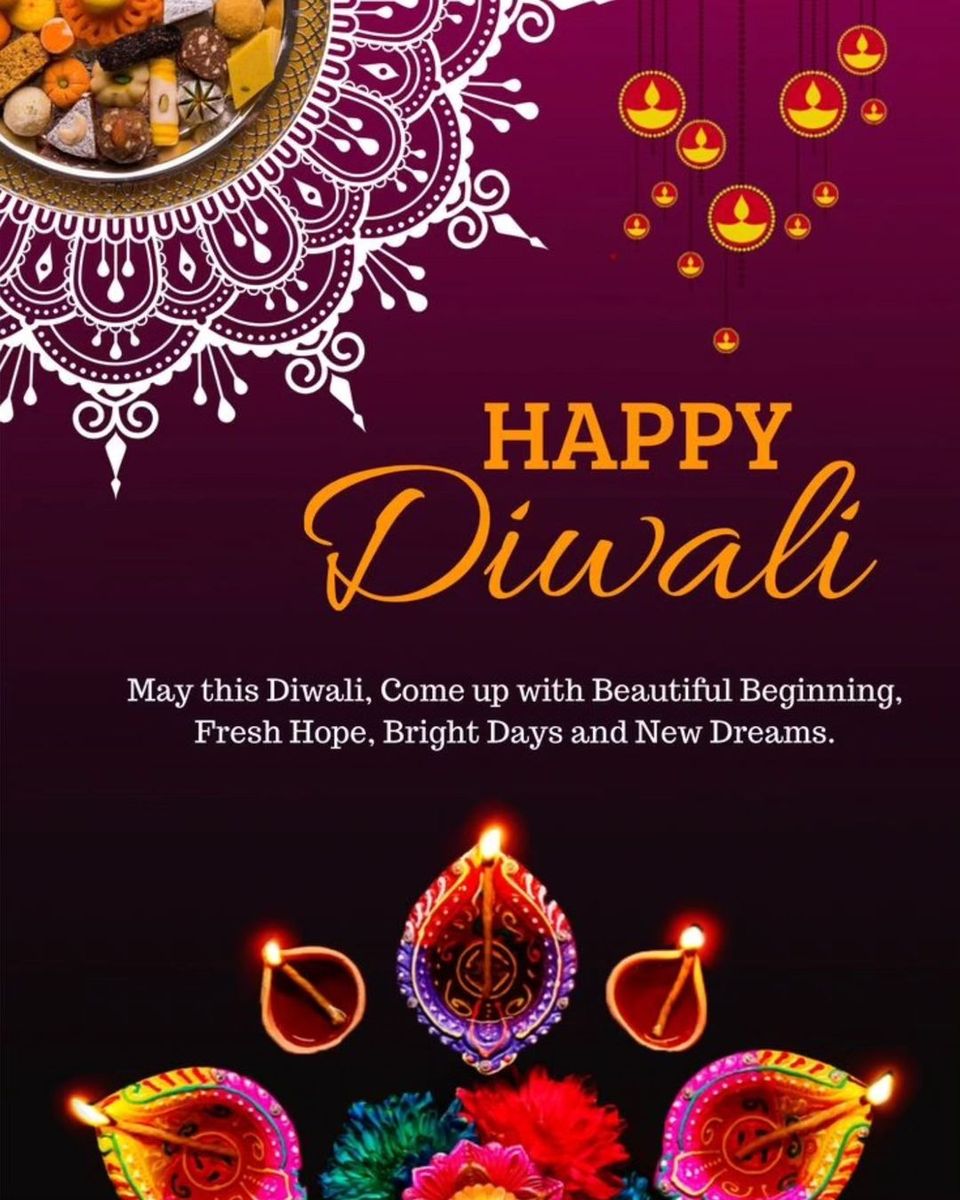 HAPPY
Diwali
May this Diwali, Come up with Beautiful Beginning,
Fresh Hope, Bright Days and New Dreams.